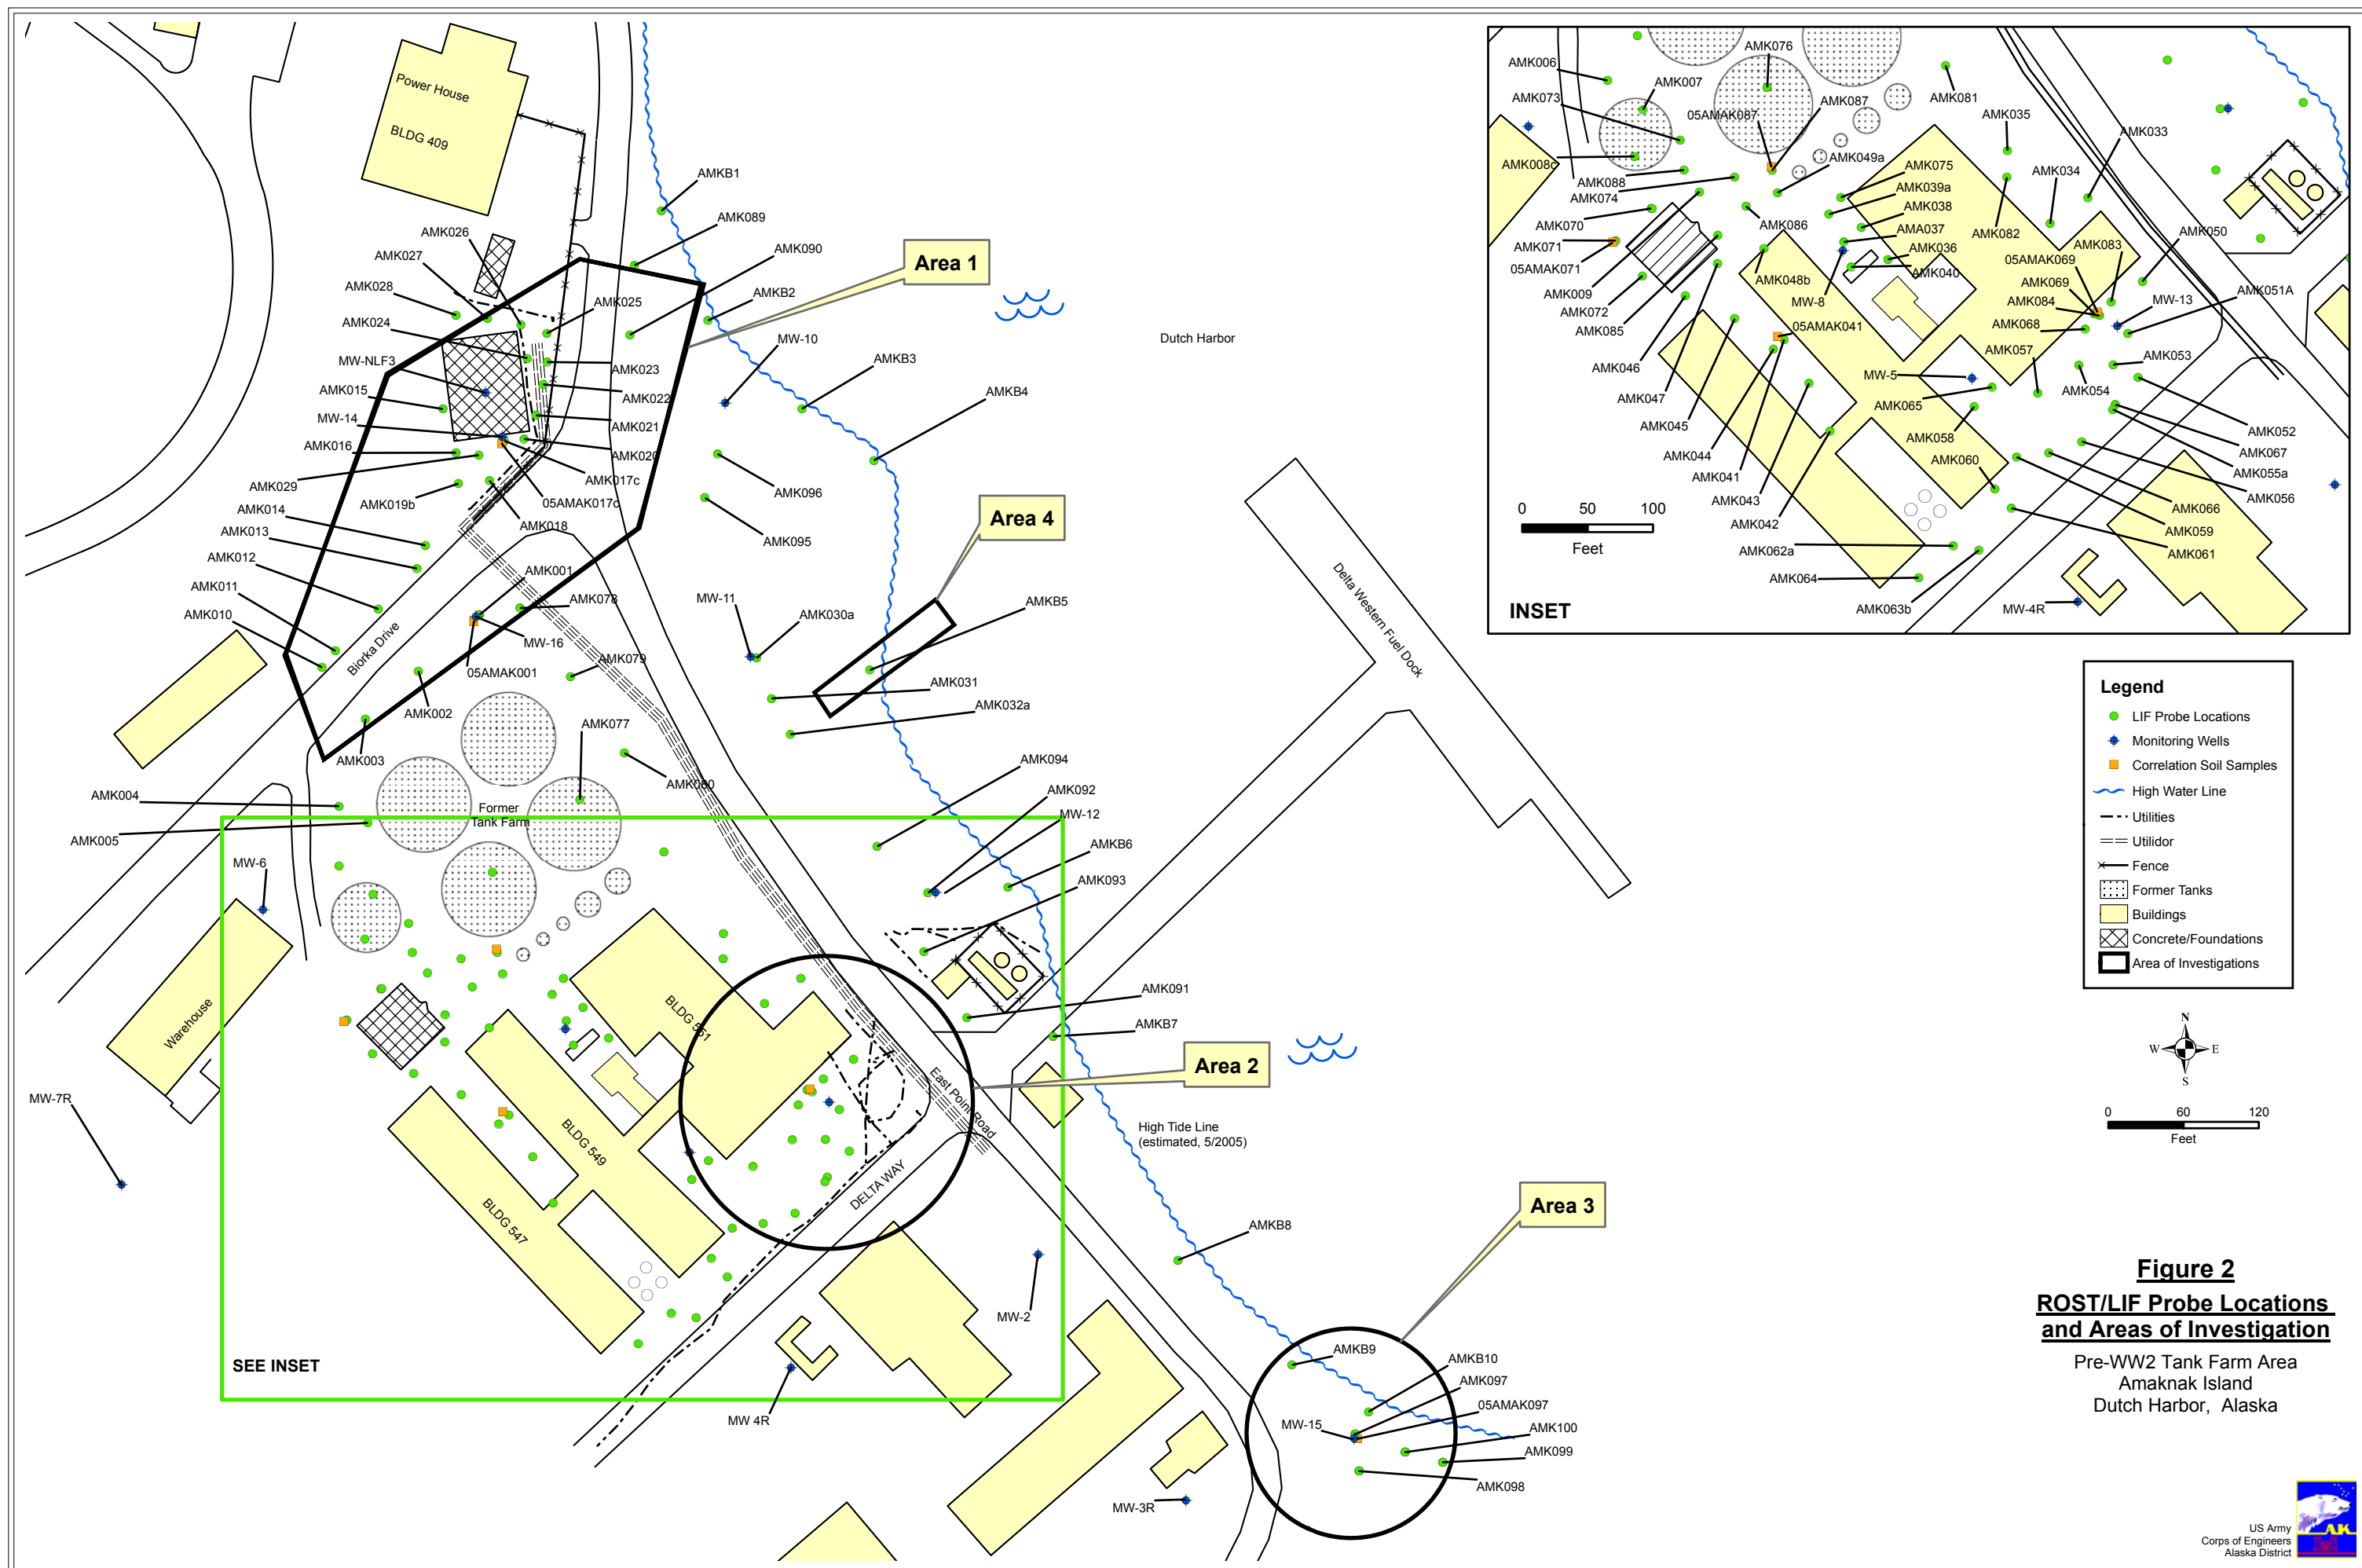 Power House
BLDG 409
AMKB1
AMK089
AMK026
AMK090
AMK027
AMK028
AMKB2
AMK025
AMK024
MW-10
MW-NLF3
AMKB3
AMK023
AMK015
AMKB4
AMK022
MW-14
AMK021
AMK016
AMK020
AMK017c
AMK029
AMK096
AMK019b
05AMAK017c
AMK014
AMK018
AMK013
AMK095
AMK012
AMK001
AMK011
AMK078
MW-11
AMK030a
AMKB5
AMK010
Biorka Drive
MW-16
AMK079
05AMAK001
AMK031
AMK002
AMK032a
AMK077
AMK003
AMK080
AMK094
AMK004
AMK092
Former
Tank Farm
MW-12
AMK005
AMKB6
MW-6
AMK093
Warehouse
BLDG 551
AMK091
AMKB7
MW-7R
BLDG 549
East Point Road
BLDG 547
DELTA WAY
AMKB8
MW-2
SEE INSET
MW 4R
AMKB9
AMKB10
AMK097
05AMAK097
MW-15
AMK100
AMK099
AMK098
MW-3R
Area 1
Area 4
Area 2
Area 3
Dutch Harbor
Delta Western Fuel Dock
High Tide Line
(estimated, 5/2005)
AMK076
AMK006
AMK007
AMK073
AMK087
05AMAK087
AMK081
AMK035
AMK033
AMK008c
AMK049a
AMK075
AMK034
AMK088
AMK074
AMK039a
AMK038
AMK070
AMK086
AMA037
AMK082
AMK083
AMK050
AMK071
AMK036
05AMAK071
AMK040
05AMAK069
AMK048b
AMK069
AMK051A
AMK009
MW-8
AMK084
MW-13
AMK072
AMK068
AMK085
05AMAK041
AMK057
AMK053
AMK046
MW-5
AMK054
AMK047
AMK065
AMK045
AMK052
AMK058
AMK067
AMK044
AMK060
AMK055a
AMK041
AMK056
AMK043
AMK066
AMK042
AMK059
AMK062a
AMK061
AMK064
AMK063b
MW-4R
0 50 100
Feet
INSET
Legend
LIF Probe Locations
Monitoring Wells
Correlation Soil Samples
High Water Line
Utilities
Utilidor
Fence
Former Tanks
Buildings
Concrete/Foundations
Area of Investigations
N
W E
S
0 60 120
Feet
Figure 2
ROST/LIF Probe Locations
and Areas of Investigation
Pre-WW2 Tank Farm Area
Amaknak Island
Dutch Harbor, Alaska
AK
US Army
Corps of Engineers
Alaska District